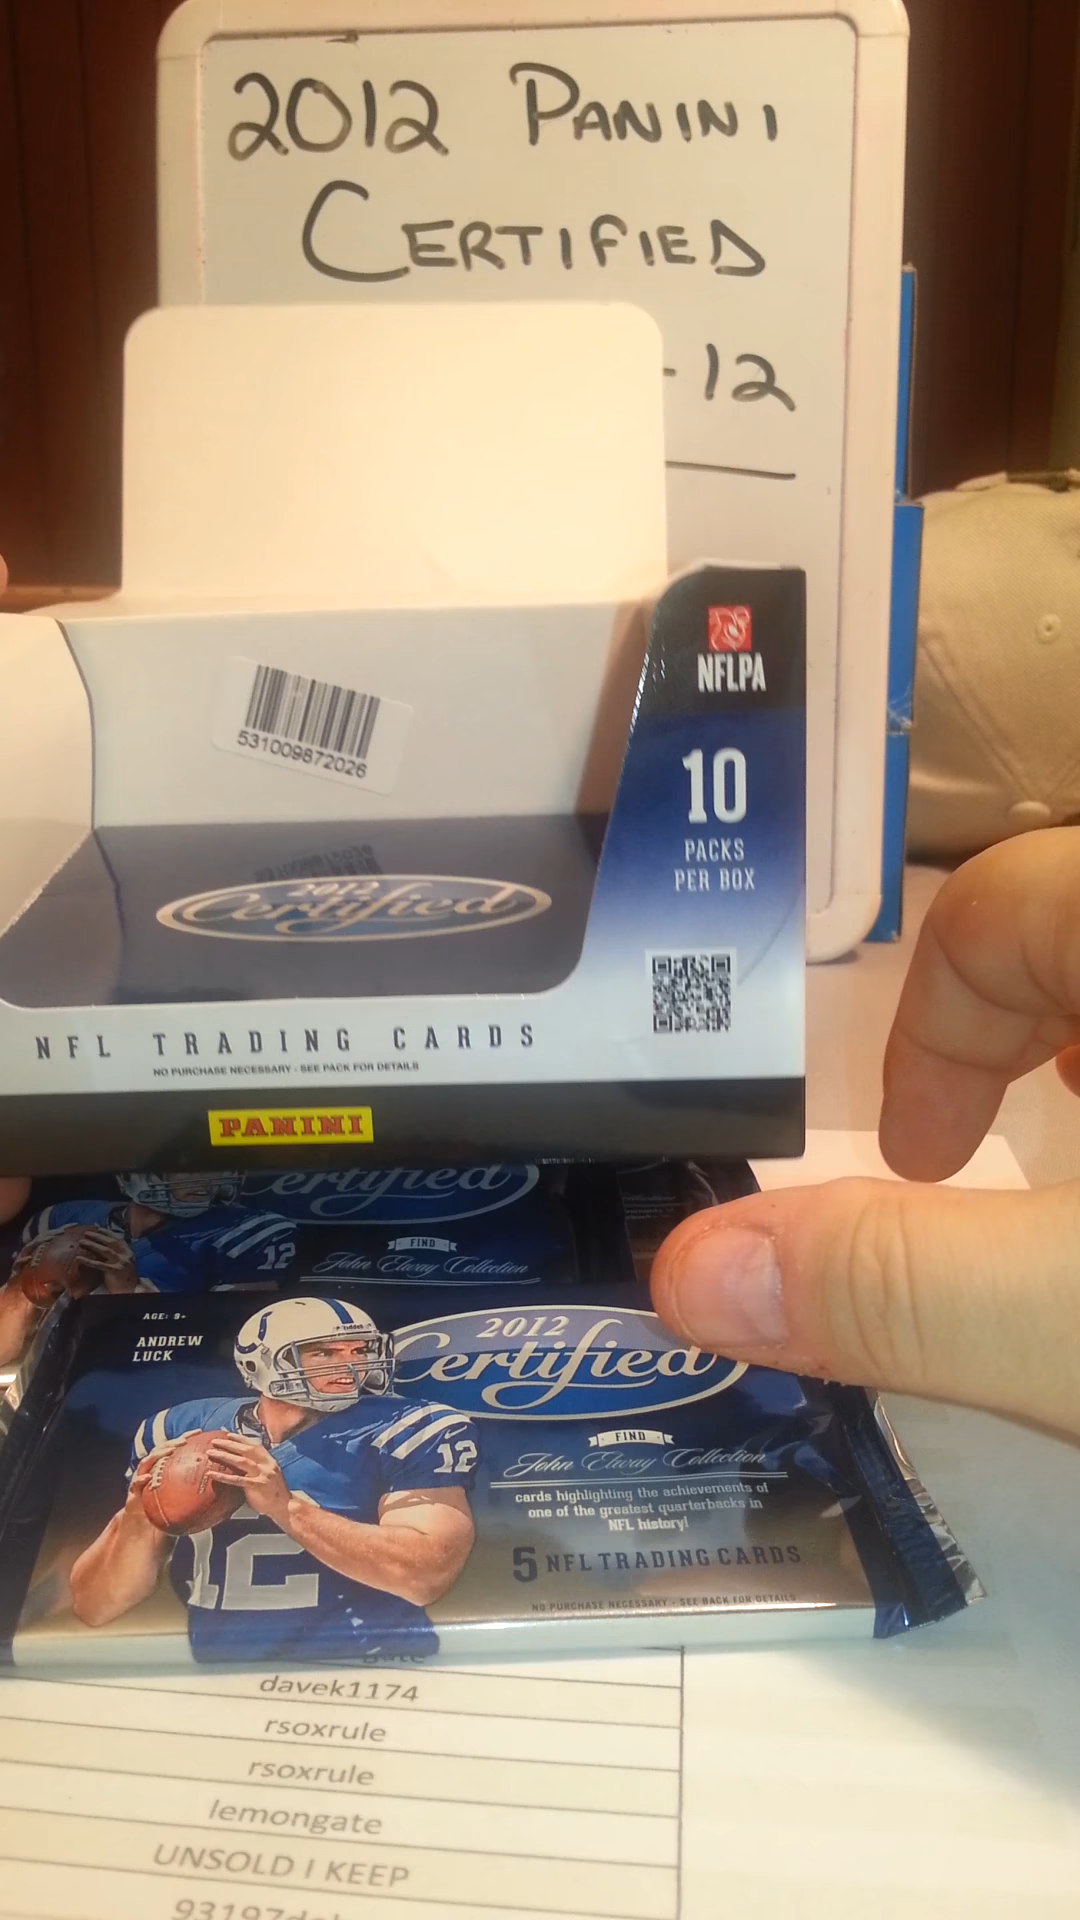 2012 PANINI
CERTIFIED
-12
NFLPA
531009872026
10
PACKS
PER BOX
2012
Certified
NFL TRADING CARDS
NO PURCHASE NECESSARY - SEE PACK FOR DETAILS
PANINI
Certified
12
FIND
John Elway Collection
AGE: 9+
ANDREW
LUCK
2012
Certified
12
FIND
John Elway Collection
cards highlighting the achievements of
one of the greatest quarterbacks in
NFL history!
12
5 NFL TRADING CARDS
NO PURCHASE NECESSARY - SEE BACK FOR DETAILS
davek1174
rsoxrule
rsoxrule
lemongate
UNSOLD I KEEP